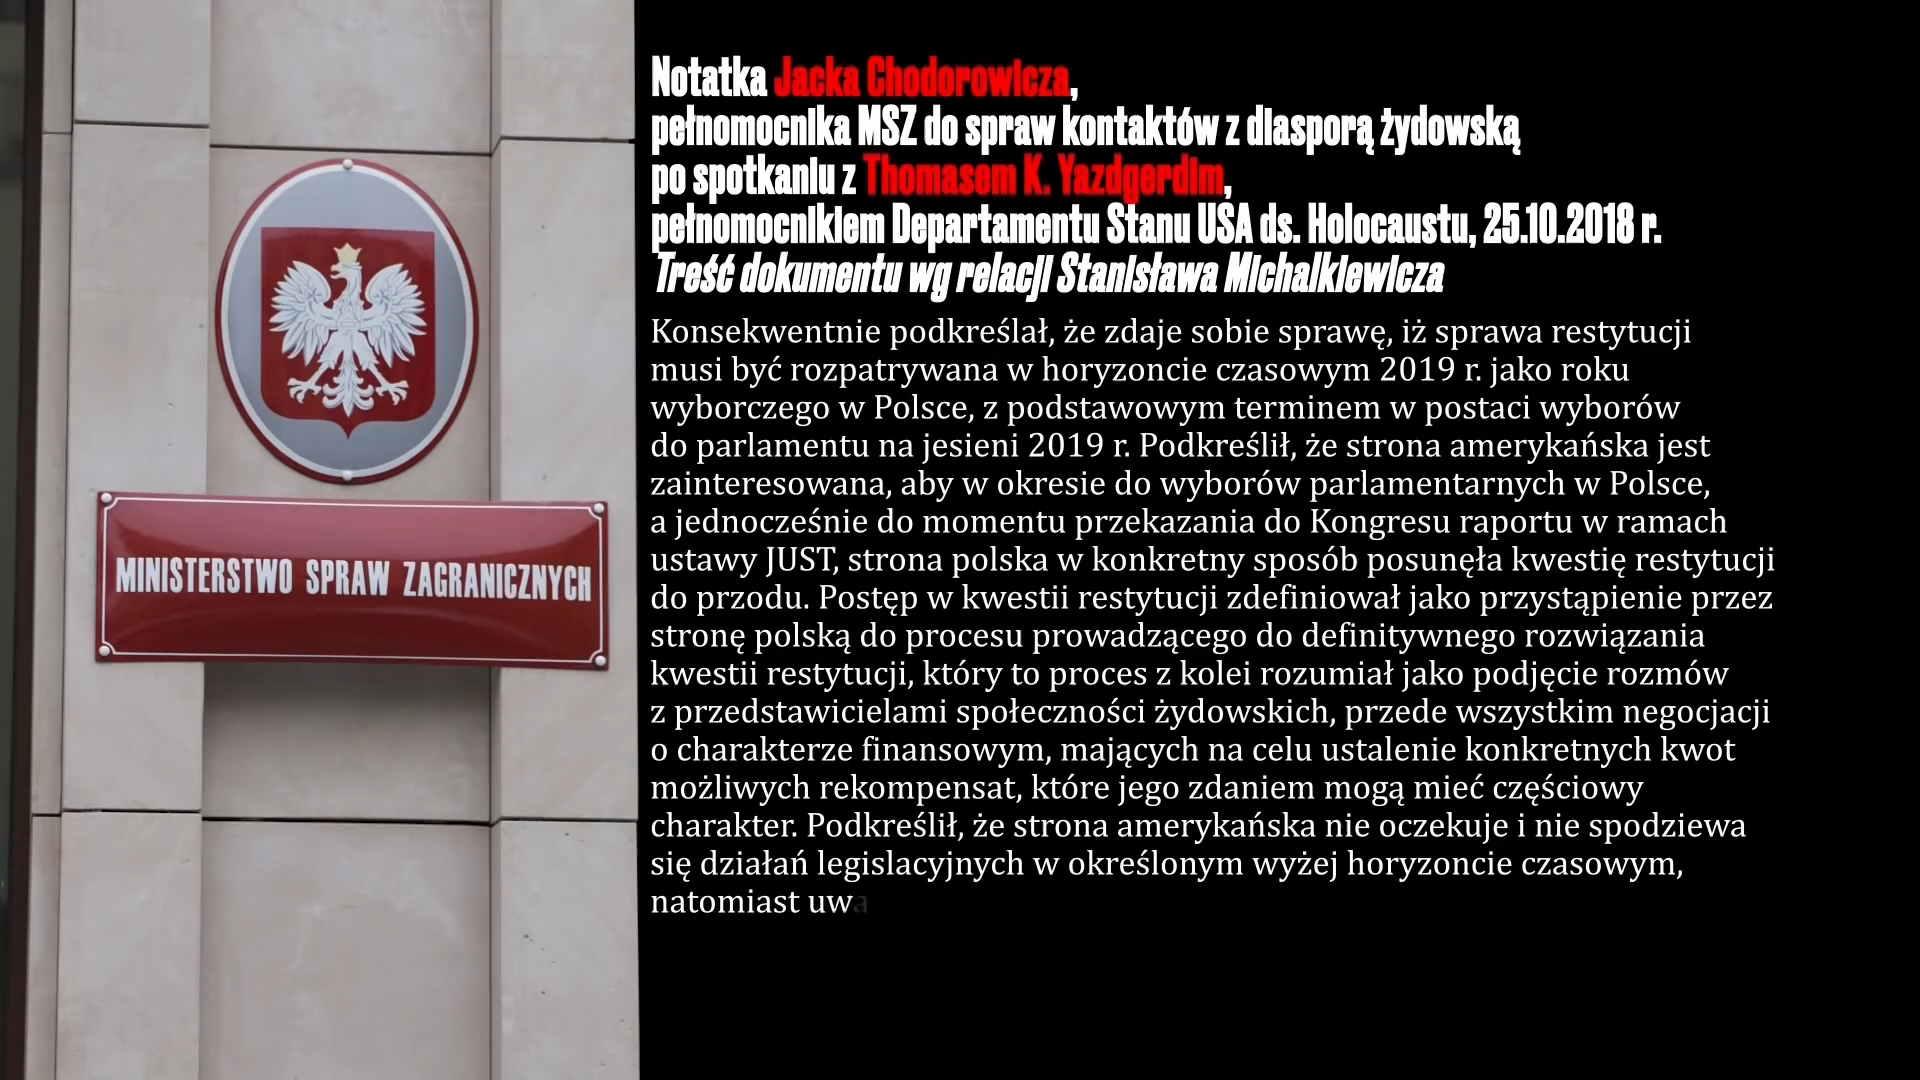 MINISTERSTWO SPRAW ZAGRANICZNYCH
Notatka Jacka Chodorowicza,
pełnomocnika MSZ do spraw kontaktów z diasporą żydowską
po spotkaniu z Thomasem K. Yazdgerdim,
pełnomocnikiem Departamentu Stanu USA ds. Holocaustu, 25.10.2018 r.
Treść dokumentu wg relacji Stanisława Michalkiewicza
Konsekwentnie podkreślał, że zdaje sobie sprawę, iż sprawa restytucji
musi być rozpatrywana w horyzoncie czasowym 2019 r. jako roku
wyborczego w Polsce, z podstawowym terminem w postaci wyborów
do parlamentu na jesieni 2019 r. Podkreślił, że strona amerykańska jest
zainteresowana, aby w okresie do wyborów parlamentarnych w Polsce,
a jednocześnie do momentu przekazania do Kongresu raportu w ramach
ustawy JUST, strona polska w konkretny sposób posunęła kwestię restytucji
do przodu. Postęp w kwestii restytucji zdefiniował jako przystąpienie przez
stronę polską do procesu prowadzącego do definitywnego rozwiązania
kwestii restytucji, który to proces z kolei rozumiał jako podjęcie rozmów
z przedstawicielami społeczności żydowskich, przede wszystkim negocjacji
o charakterze finansowym, mających na celu ustalenie konkretnych kwot
możliwych rekompensat, które jego zdaniem mogą mieć częściowy
charakter. Podkreślił, że strona amerykańska nie oczekuje i nie spodziewa
się działań legislacyjnych w określonym wyżej horyzoncie czasowym,
natomiast uwa